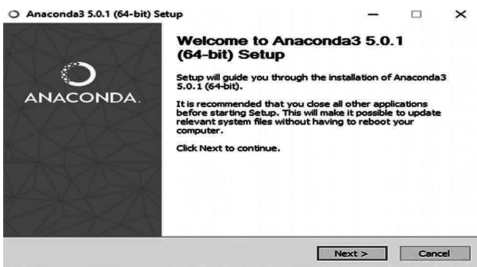 Anaconda3 5.0.1 (64-bit) Setup
Welcome to Anaconda3 5.0.1
(64-bit) Setup
Setup will guide you through the installation of Anaconda3
5.0.1 (64-bit).
It is recommended that you close all other applications
before starting Setup. This will make it possible to update
relevant system files without having to reboot your
computer.
Click Next to continue.
ANACONDA.
Next >
Cancel